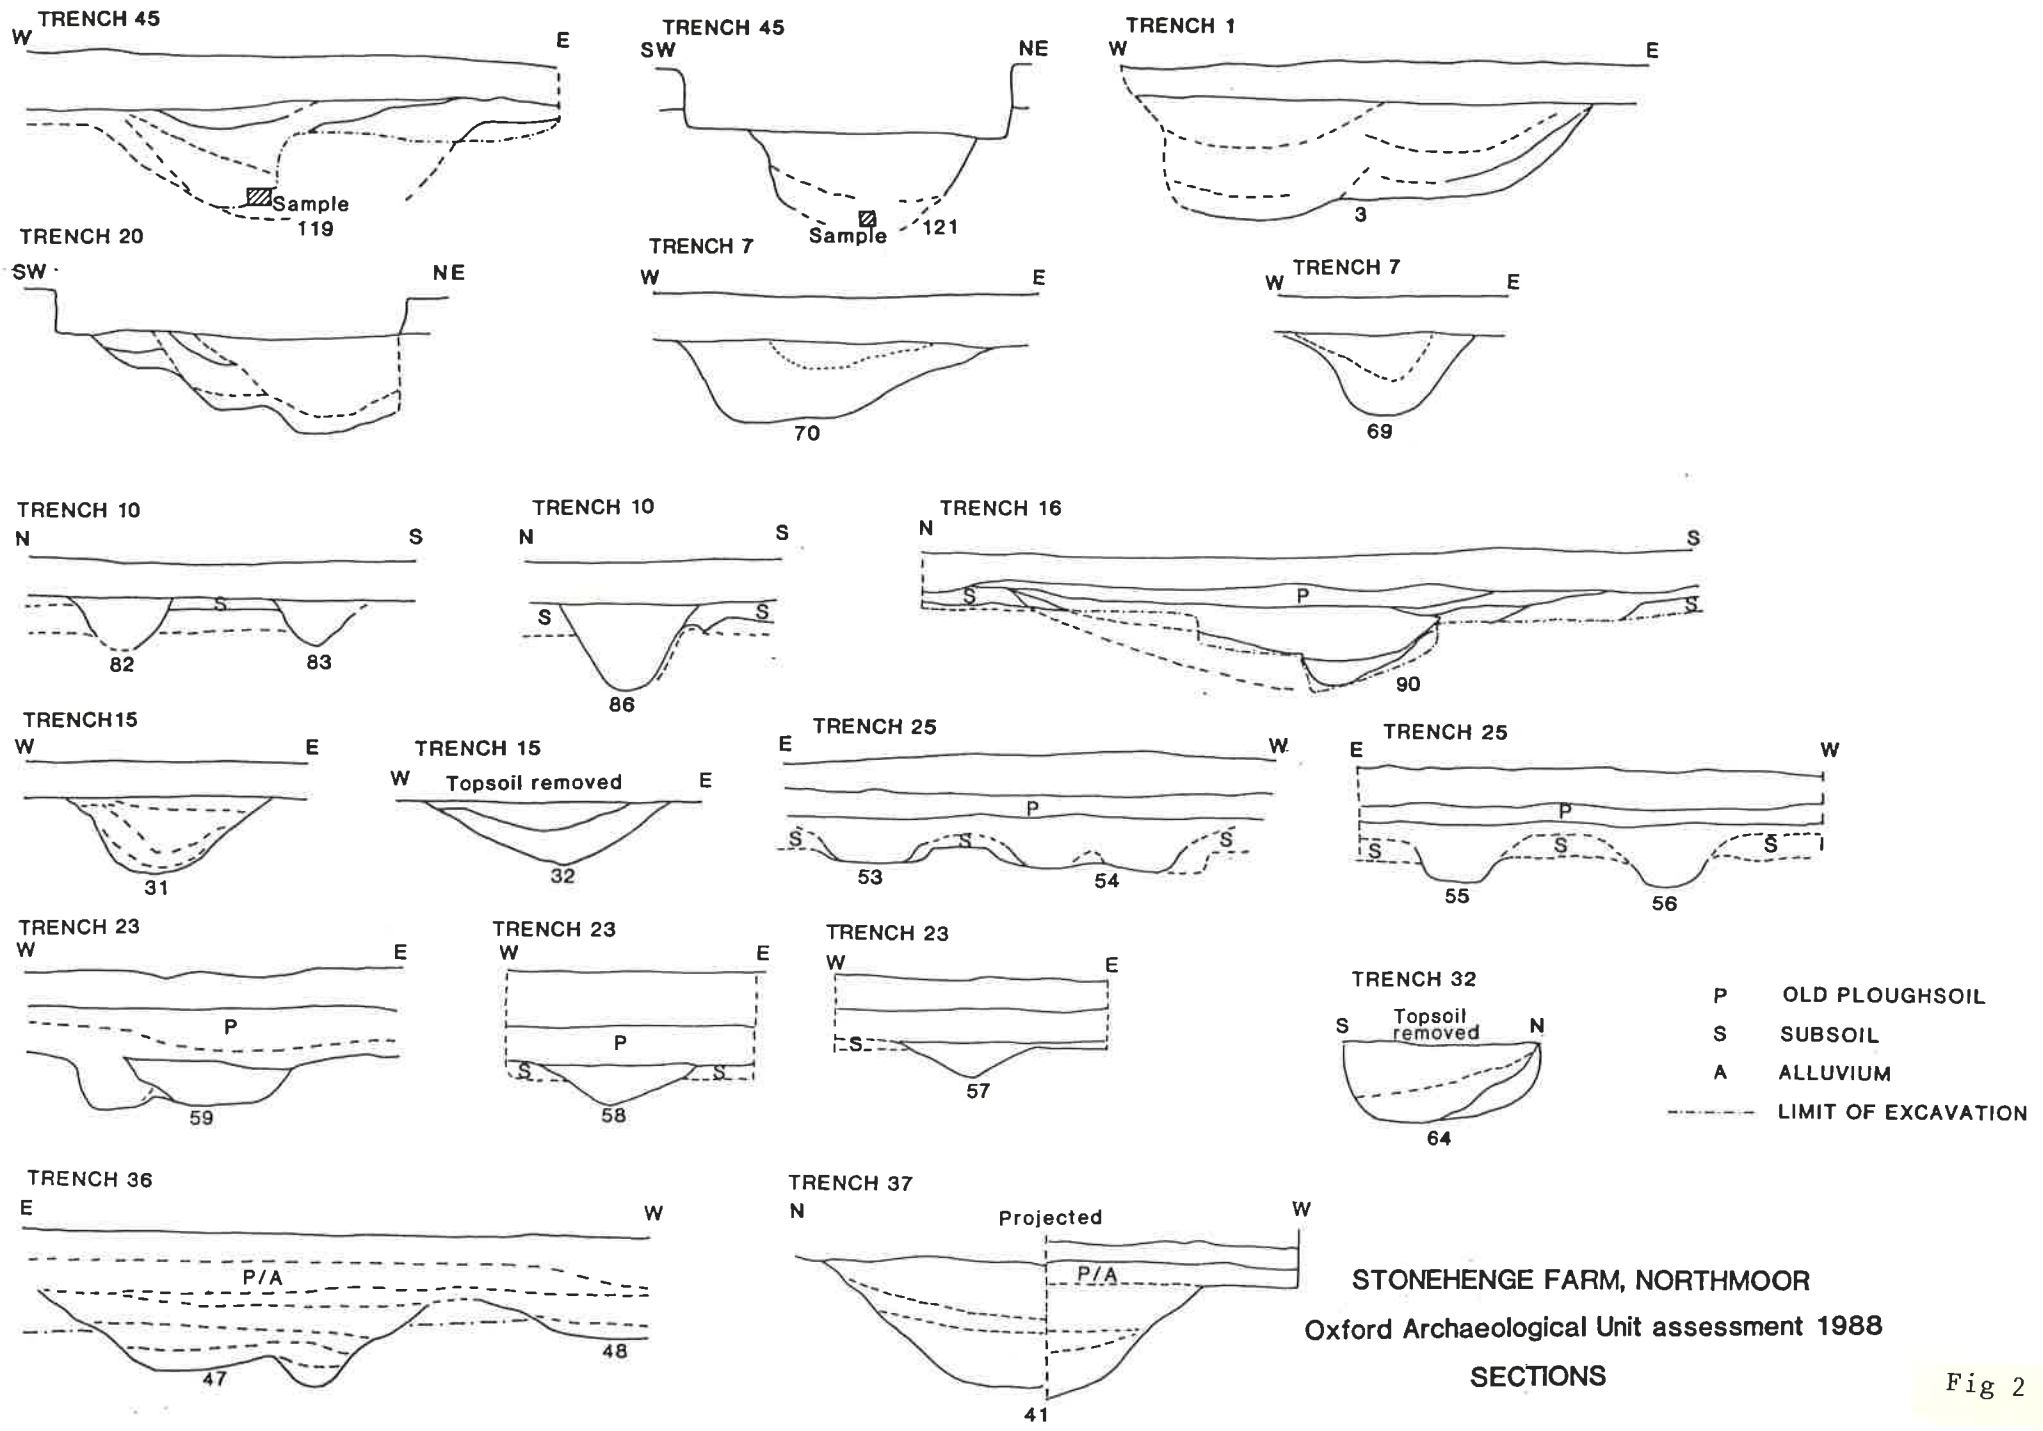 TRENCH 45
W E
Sample
119
TRENCH 45
SW NE
Sample 121
TRENCH 1
W E
3
TRENCH 20
SW NE
TRENCH 7
W E
70
TRENCH 7
W E
69
TRENCH 10
N S
S
82 83
TRENCH 10
N S
S S
86
TRENCH 16
N S
S P S
90
TRENCH15
W E
31
TRENCH 15
W E
Topsoil removed
32
TRENCH 25
E W
P
S S S
53 54
TRENCH 25
E W
P
S S S
55 56
TRENCH 23
W E
P
59
TRENCH 23
W E
P
S S
58
TRENCH 23
W E
S
57
TRENCH 32
S N
Topsoil
removed
64
P OLD PLOUGHSOIL
S SUBSOIL
A ALLUVIUM
LIMIT OF EXCAVATION
TRENCH 36
E W
P/A
47 48
TRENCH 37
N W
Projected
P/A
41
STONEHENGE FARM, NORTHMOOR
Oxford Archaeological Unit assessment 1988
SECTIONS
Fig 2